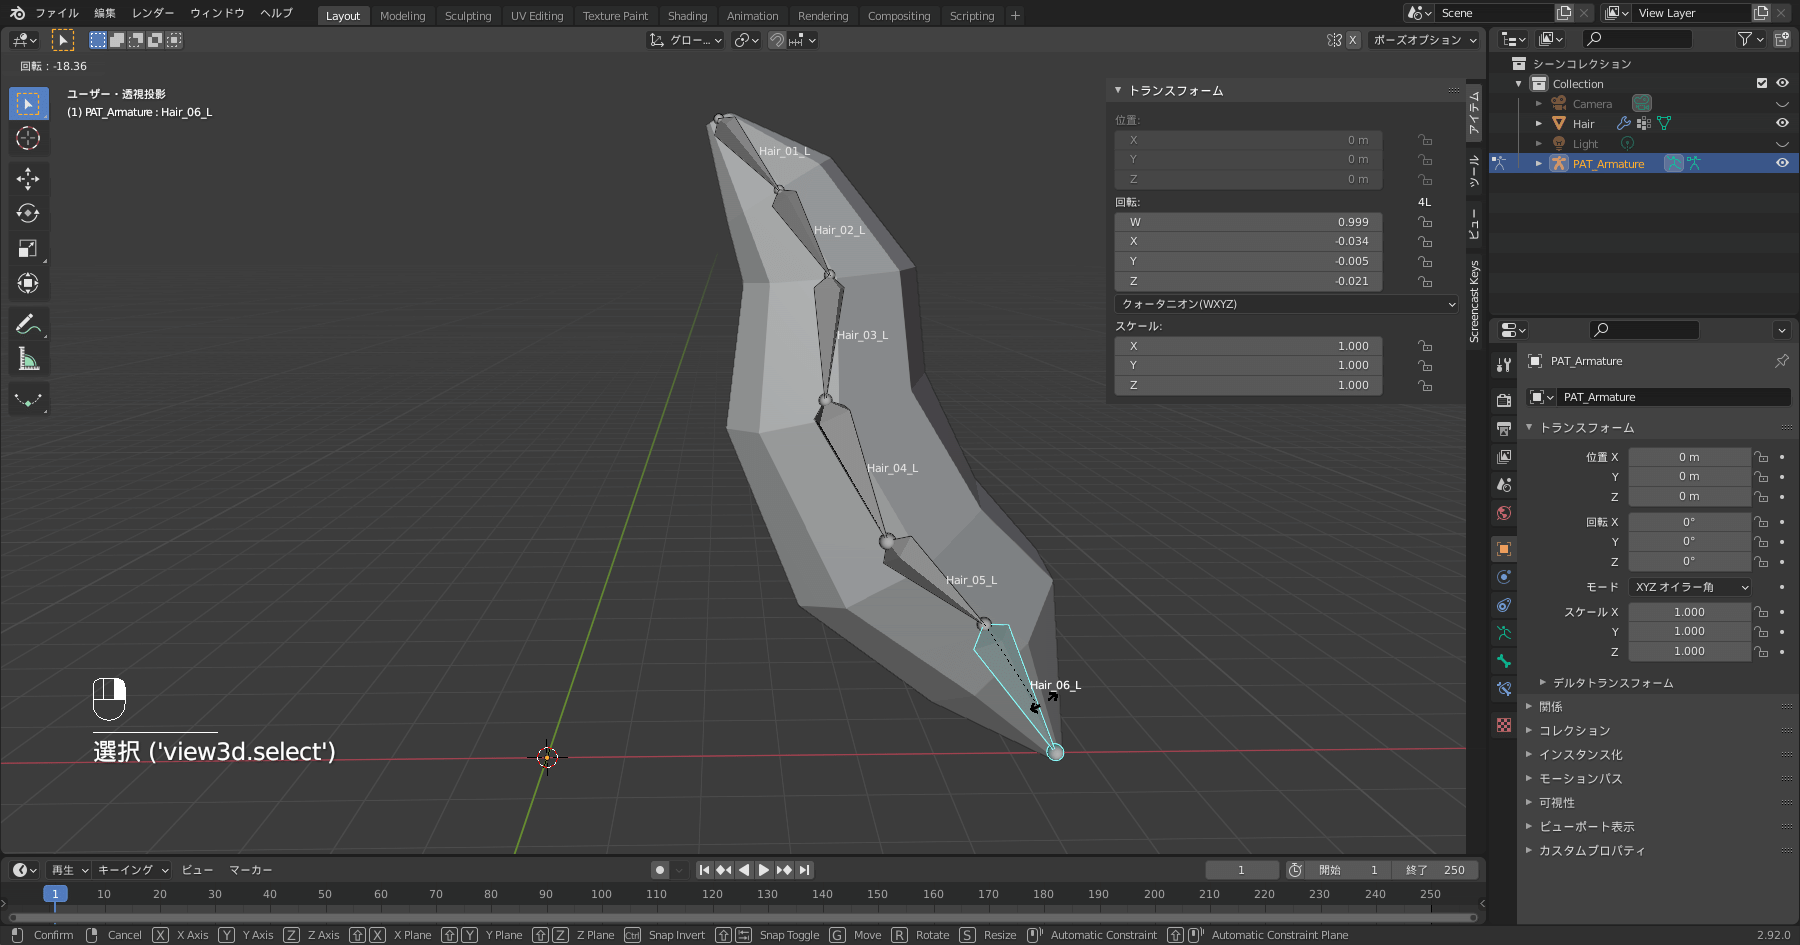 ファイル 編集 レンダー ウィンドウ ヘルプ Layout Modeling Sculpting UV Editing Texture Paint Shading Animation Rendering Compositing Scripting + Scene View Layer
グロー... X ポーズオプション
回転 : -18.36
ユーザー・透視投影
(1) PAT_Armature : Hair_06_L
Hair_01_L
Hair_02_L
Hair_03_L
Hair_04_L
Hair_05_L
Hair_06_L
選択 ('view3d.select')
トランスフォーム
位置:
X 0 m
Y 0 m
Z 0 m
回転: 4L
W 0.999
X -0.034
Y -0.005
Z -0.021
クォータニオン(WXYZ)
スケール:
X 1.000
Y 1.000
Z 1.000
アイテム
ツール
ビュー
Screencast Keys
シーンコレクション
Collection
Camera
Hair
Light
PAT_Armature
PAT_Armature
PAT_Armature
トランスフォーム
位置 X 0 m
Y 0 m
Z 0 m
回転 X 0°
Y 0°
Z 0°
モード XYZ オイラー角
スケール X 1.000
Y 1.000
Z 1.000
デルタトランスフォーム
関係
コレクション
インスタンス化
モーションパス
可視性
ビューポート表示
カスタムプロパティ
再生 キーイング ビュー マーカー 1 開始 1 終了 250
1 10 20 30 40 50 60 70 80 90 100 110 120 130 140 150 160 170 180 190 200 210 220 230 240 250
Confirm Cancel X X Axis Y Y Axis Z Z Axis X X Plane Y Y Plane Z Z Plane Ctrl Snap Invert Snap Toggle G Move R Rotate S Resize Automatic Constraint Automatic Constraint Plane 2.92.0